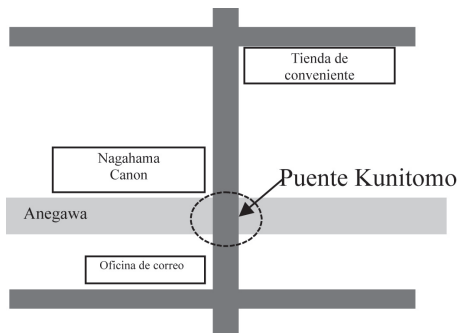 Tienda de
conveniente
Nagahama
Canon
Puente Kunitomo
Anegawa
Oficina de correo